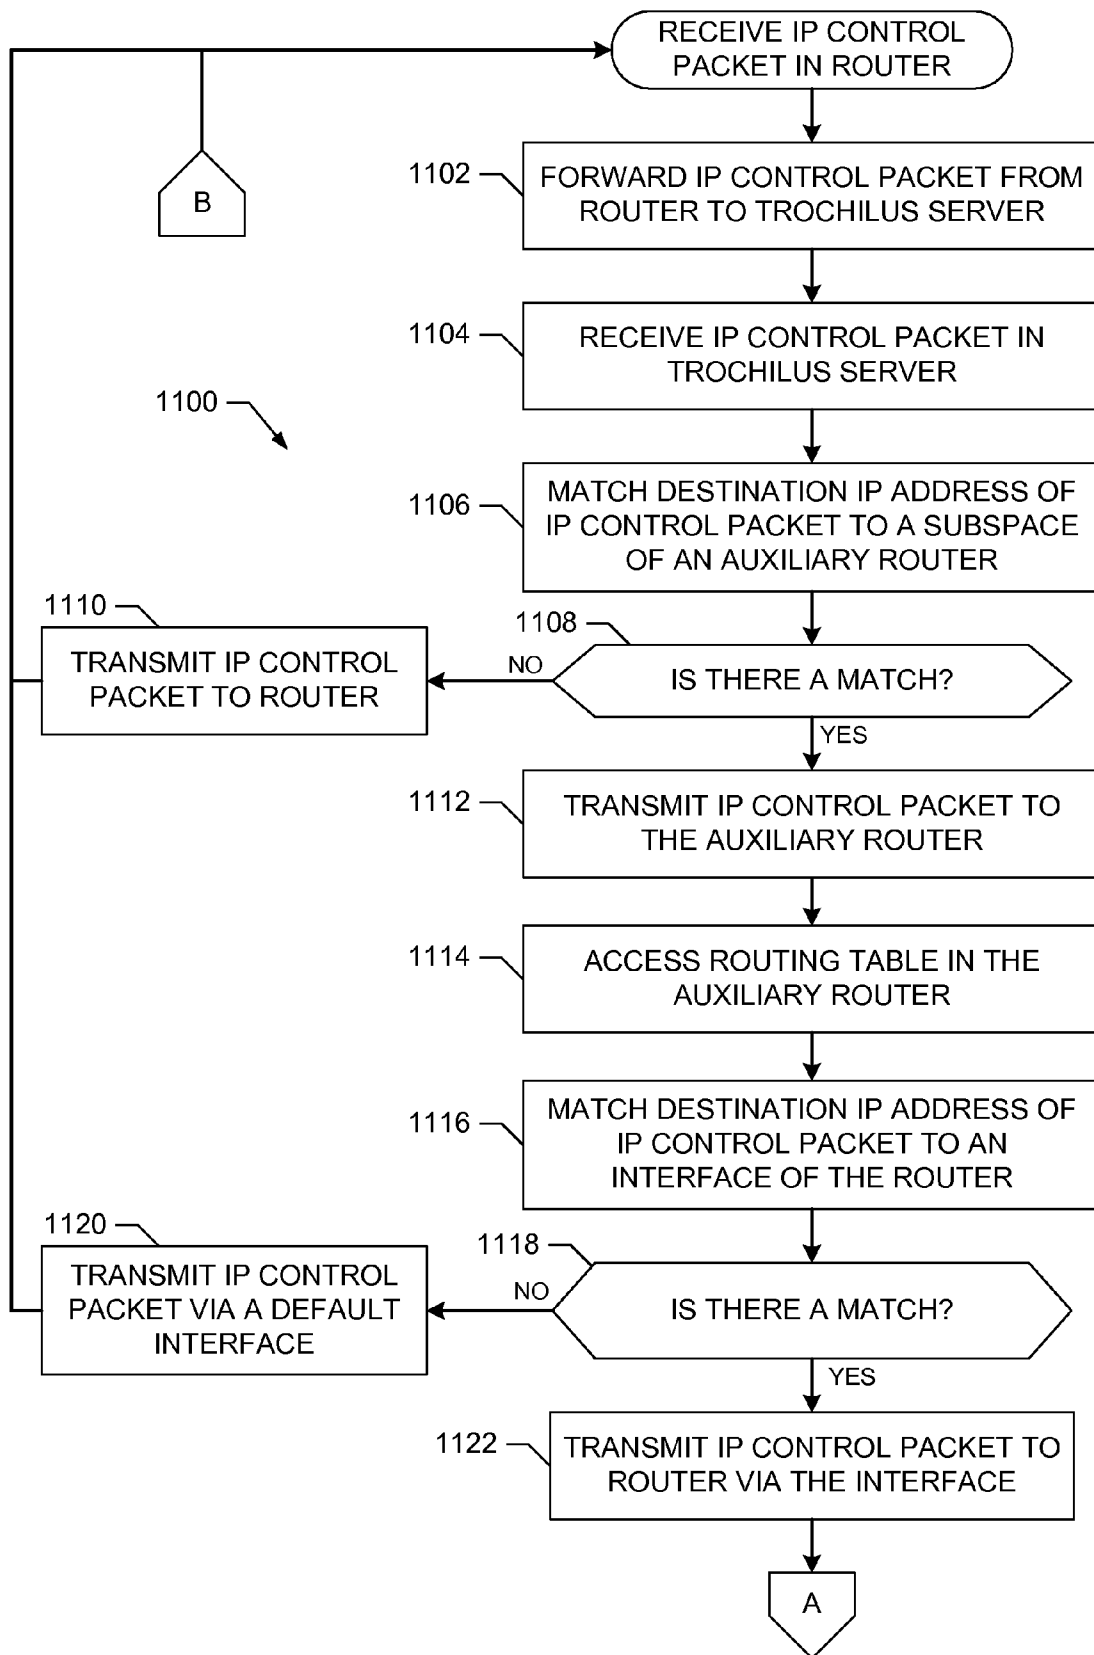 RECEIVE IP CONTROL
PACKET IN ROUTER
B
1102
FORWARD IP CONTROL PACKET FROM
ROUTER TO TROCHILUS SERVER
1104
RECEIVE IP CONTROL PACKET IN
TROCHILUS SERVER
1100
1106
MATCH DESTINATION IP ADDRESS OF
IP CONTROL PACKET TO A SUBSPACE
OF AN AUXILIARY ROUTER
1110
TRANSMIT IP CONTROL
PACKET TO ROUTER
1108
NO
IS THERE A MATCH?
YES
1112
TRANSMIT IP CONTROL PACKET TO
THE AUXILIARY ROUTER
1114
ACCESS ROUTING TABLE IN THE
AUXILIARY ROUTER
1116
MATCH DESTINATION IP ADDRESS OF
IP CONTROL PACKET TO AN
INTERFACE OF THE ROUTER
1120
TRANSMIT IP CONTROL
PACKET VIA A DEFAULT
INTERFACE
1118
NO
IS THERE A MATCH?
YES
1122
TRANSMIT IP CONTROL PACKET TO
ROUTER VIA THE INTERFACE
A